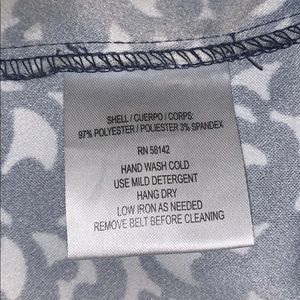 SHELL / CUERPO / CORPS:
97% POLYESTER / POLIESTER 3% SPANDEX
RN 58142
HAND WASH COLD
USE MILD DETERGENT
HANG DRY
LOW IRON AS NEEDED
REMOVE BELT BEFORE CLEANING